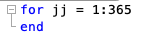 for jj = 1:365
end